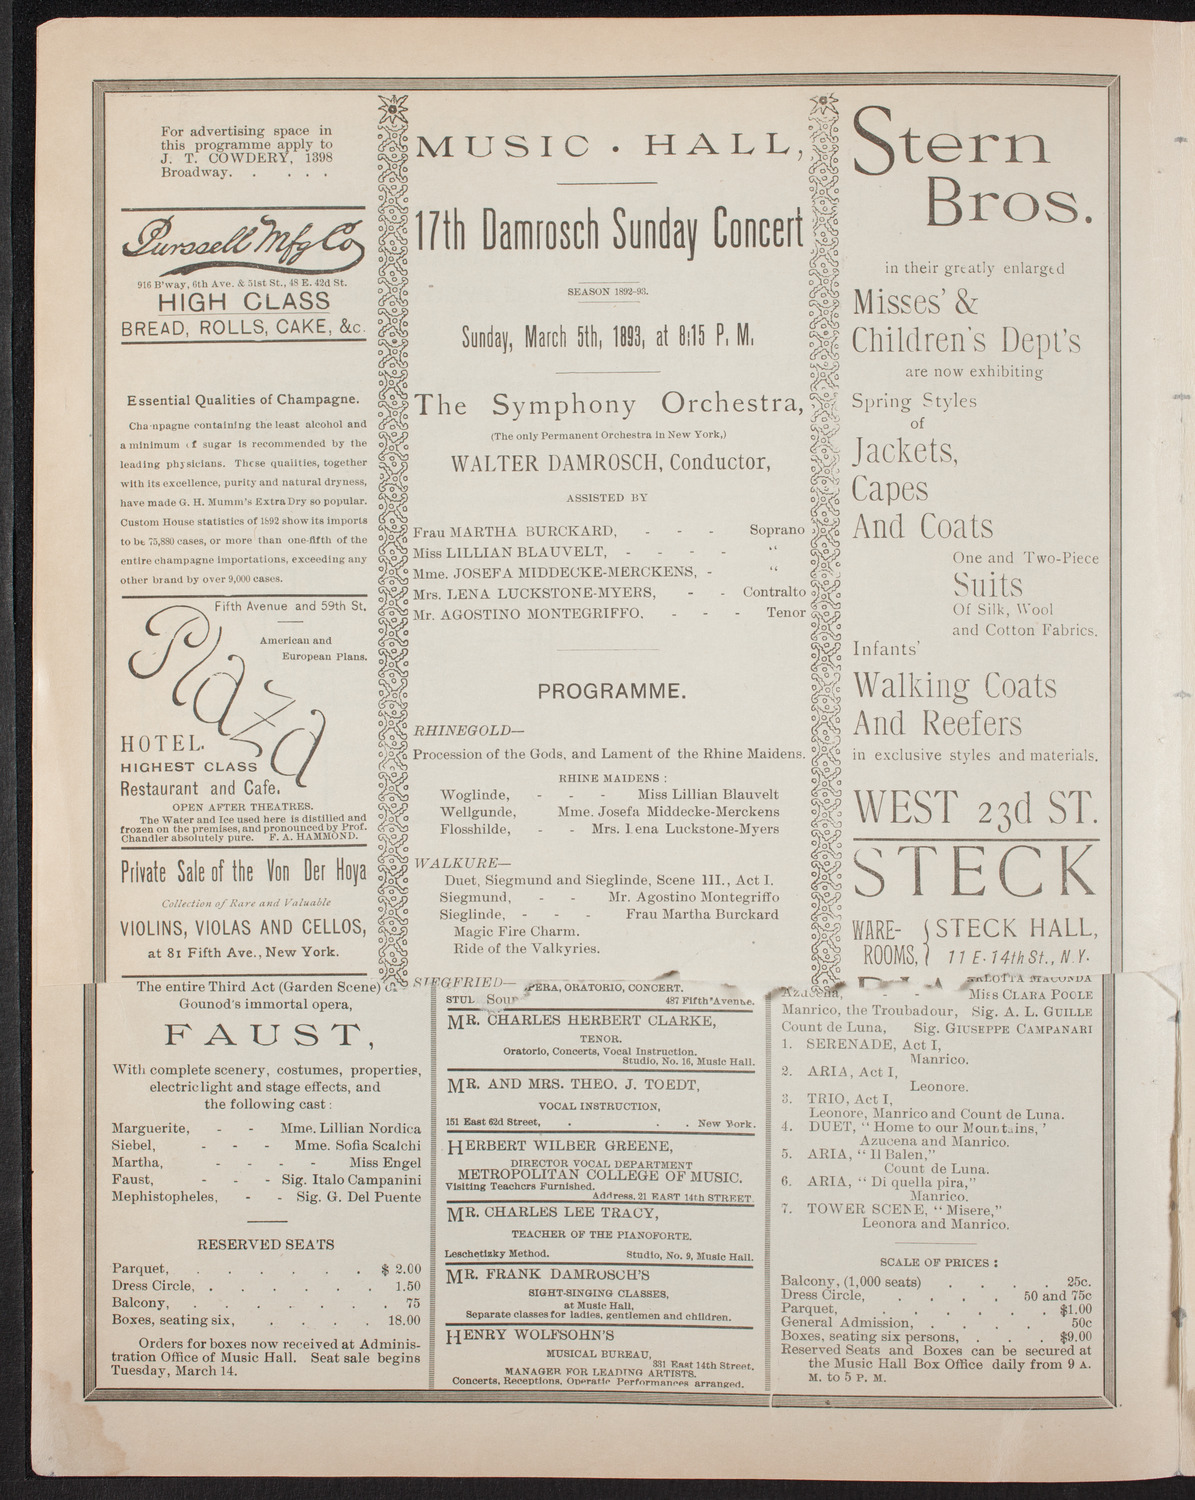 For advertising space in
this programme apply to
J. T. COWDERY, 1398
Broadway. . . . .
Purssell Mfg Co
916 B'way, 6th Ave. & 51st St., 48 E. 42d St.
HIGH CLASS
BREAD, ROLLS, CAKE, &c.
Essential Qualities of Champagne.
Champagne containing the least alcohol and
a minimum of sugar is recommended by the
leading physicians. These qualities, together
with its excellence, purity and natural dryness,
have made G. H. Mumm's Extra Dry so popular.
Custom House statistics of 1892 show its imports
to be 75,880 cases, or more than one-fifth of the
entire champagne importations, exceeding any
other brand by over 9,000 cases.
Fifth Avenue and 59th St.
American and
European Plans.
Plaza
HOTEL.
HIGHEST CLASS
Restaurant and Cafe.
OPEN AFTER THEATRES.
The Water and Ice used here is distilled and
frozen on the premises, and pronounced by Prof.
Chandler absolutely pure. F. A. HAMMOND.
Private Sale of the Von Der Hoya
Collection of Rare and Valuable
VIOLINS, VIOLAS AND CELLOS,
at 81 Fifth Ave., New York.
MUSIC · HALL,
17th Damrosch Sunday Concert
SEASON 1892-93.
Sunday, March 5th, 1893, at 8:15 P. M.
The Symphony Orchestra,
(The only Permanent Orchestra in New York,)
WALTER DAMROSCH, Conductor,
ASSISTED BY
Frau MARTHA BURCKARD, - - - Soprano
Miss LILLIAN BLAUVELT, - - - - "
Mme. JOSEFA MIDDECKE-MERCKENS, - "
Mrs. LENA LUCKSTONE-MYERS, - - Contralto
Mr. AGOSTINO MONTEGRIFFO. - - - Tenor
PROGRAMME.
RHINEGOLD—
Procession of the Gods, and Lament of the Rhine Maidens.
RHINE MAIDENS :
Woglinde, - - - Miss Lillian Blauvelt
Wellgunde, Mme. Josefa Middecke-Merckens
Flosshilde, - - Mrs. Lena Luckstone-Myers
WALKURE—
Duet, Siegmund and Sieglinde, Scene III., Act I.
Siegmund, - - Mr. Agostino Montegriffo
Sieglinde, - - - Frau Martha Burckard
Magic Fire Charm.
Ride of the Valkyries.
SIEGFRIED—
Stern
Bros.
in their greatly enlarged
Misses' &
Children's Dept's
are now exhibiting
Spring Styles
of
Jackets,
Capes
And Coats
One and Two-Piece
Suits
Of Silk, Wool
and Cotton Fabrics.
Infants'
Walking Coats
And Reefers
in exclusive styles and materials.
WEST 23d ST.
STECK
WARE-
ROOMS, } STECK HALL,
11 E. 14th St., N.Y.
The entire Third Act (Garden Scene) of
Gounod's immortal opera,
FAUST,
With complete scenery, costumes, properties,
electric light and stage effects, and
the following cast :
Marguerite, - - Mme. Lillian Nordica
Siebel, - - - Mme. Sofia Scalchi
Martha, - - - - Miss Engel
Faust, - - - Sig. Italo Campanini
Mephistopheles, - - Sig. G. Del Puente
RESERVED SEATS
Parquet, . . . . . . $ 2.00
Dress Circle, . . . . . . 1.50
Balcony, . . . . . . 75
Boxes, seating six, . . . . 18.00
Orders for boxes now received at Adminis-
tration Office of Music Hall. Seat sale begins
Tuesday, March 14.
OPERA, ORATORIO, CONCERT.
487 Fifth Avenue.
MR. CHARLES HERBERT CLARKE,
TENOR.
Oratorio, Concerts, Vocal Instruction.
Studio, No. 16, Music Hall.
MR. AND MRS. THEO. J. TOEDT,
VOCAL INSTRUCTION,
151 East 62d Street, . . . New York.
HERBERT WILBER GREENE,
DIRECTOR VOCAL DEPARTMENT
METROPOLITAN COLLEGE OF MUSIC.
Visiting Teachers Furnished.
Address, 21 EAST 14th STREET.
MR. CHARLES LEE TRACY,
TEACHER OF THE PIANOFORTE.
Leschetizky Method. Studio, No. 9, Music Hall.
MR. FRANK DAMROSCH'S
SIGHT-SINGING CLASSES,
at Music Hall,
Separate classes for ladies, gentlemen and children.
HENRY WOLFSOHN'S
MUSICAL BUREAU,
331 East 14th Street.
MANAGER FOR LEADING ARTISTS.
Concerts, Receptions, Operatic Performances arranged.
Azucena, - - Miss CLARA POOLE
Manrico, the Troubadour, Sig. A. L. GUILLE
Count de Luna, Sig. GIUSEPPE CAMPANARI
1. SERENADE, Act I,
Manrico.
2. ARIA, Act I,
Leonore.
3. TRIO, Act I,
Leonore, Manrico and Count de Luna.
4. DUET, "Home to our Mountains,'
Azucena and Manrico.
5. ARIA, "Il Balen,"
Count de Luna.
6. ARIA, "Di quella pira,"
Manrico.
7. TOWER SCENE, "Misere,"
Leonora and Manrico.
SCALE OF PRICES :
Balcony, (1,000 seats) . . . . 25c.
Dress Circle, . . . . 50 and 75c
Parquet, . . . . . . $1.00
General Admission, . . . . 50c
Boxes, seating six persons, . . . $9.00
Reserved Seats and Boxes can be secured at
the Music Hall Box Office daily from 9 A.
M. to 5 P. M.